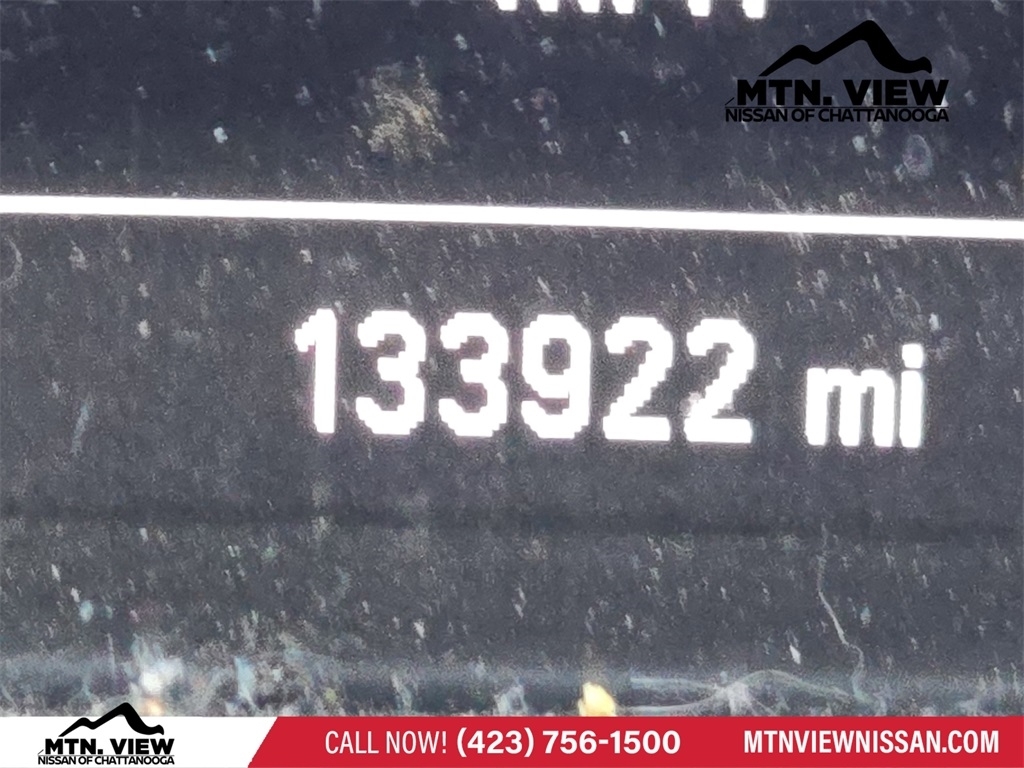 MTN. VIEW
NISSAN OF CHATTANOOGA
133922 mi
MTN. VIEW
NISSAN OF CHATTANOOGA
CALL NOW! (423) 756-1500
MTNVIEWNISSAN.COM